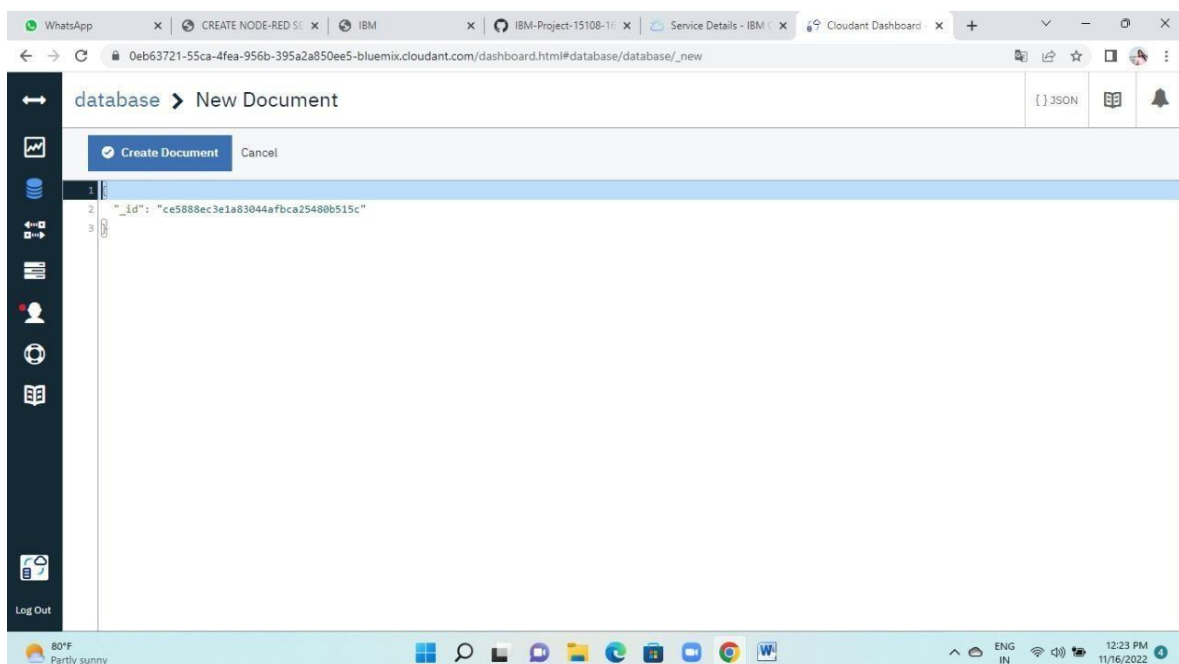 WhatsApp CREATE NODE-RED SE IBM IBM-Project-15108-16 Service Details - IBM C Cloudant Dashboard
0eb63721-55ca-4fea-956b-395a2a850ee5-bluemix.cloudant.com/dashboard.html#database/database/_new
database > New Document { } JSON
Create Document Cancel
1 {
2 "_id": "ce5888ec3e1a83044afbca25480b515c"
3 }
Log Out
80°F
Partly sunny
ENG
IN
12:23 PM
11/16/2022
4